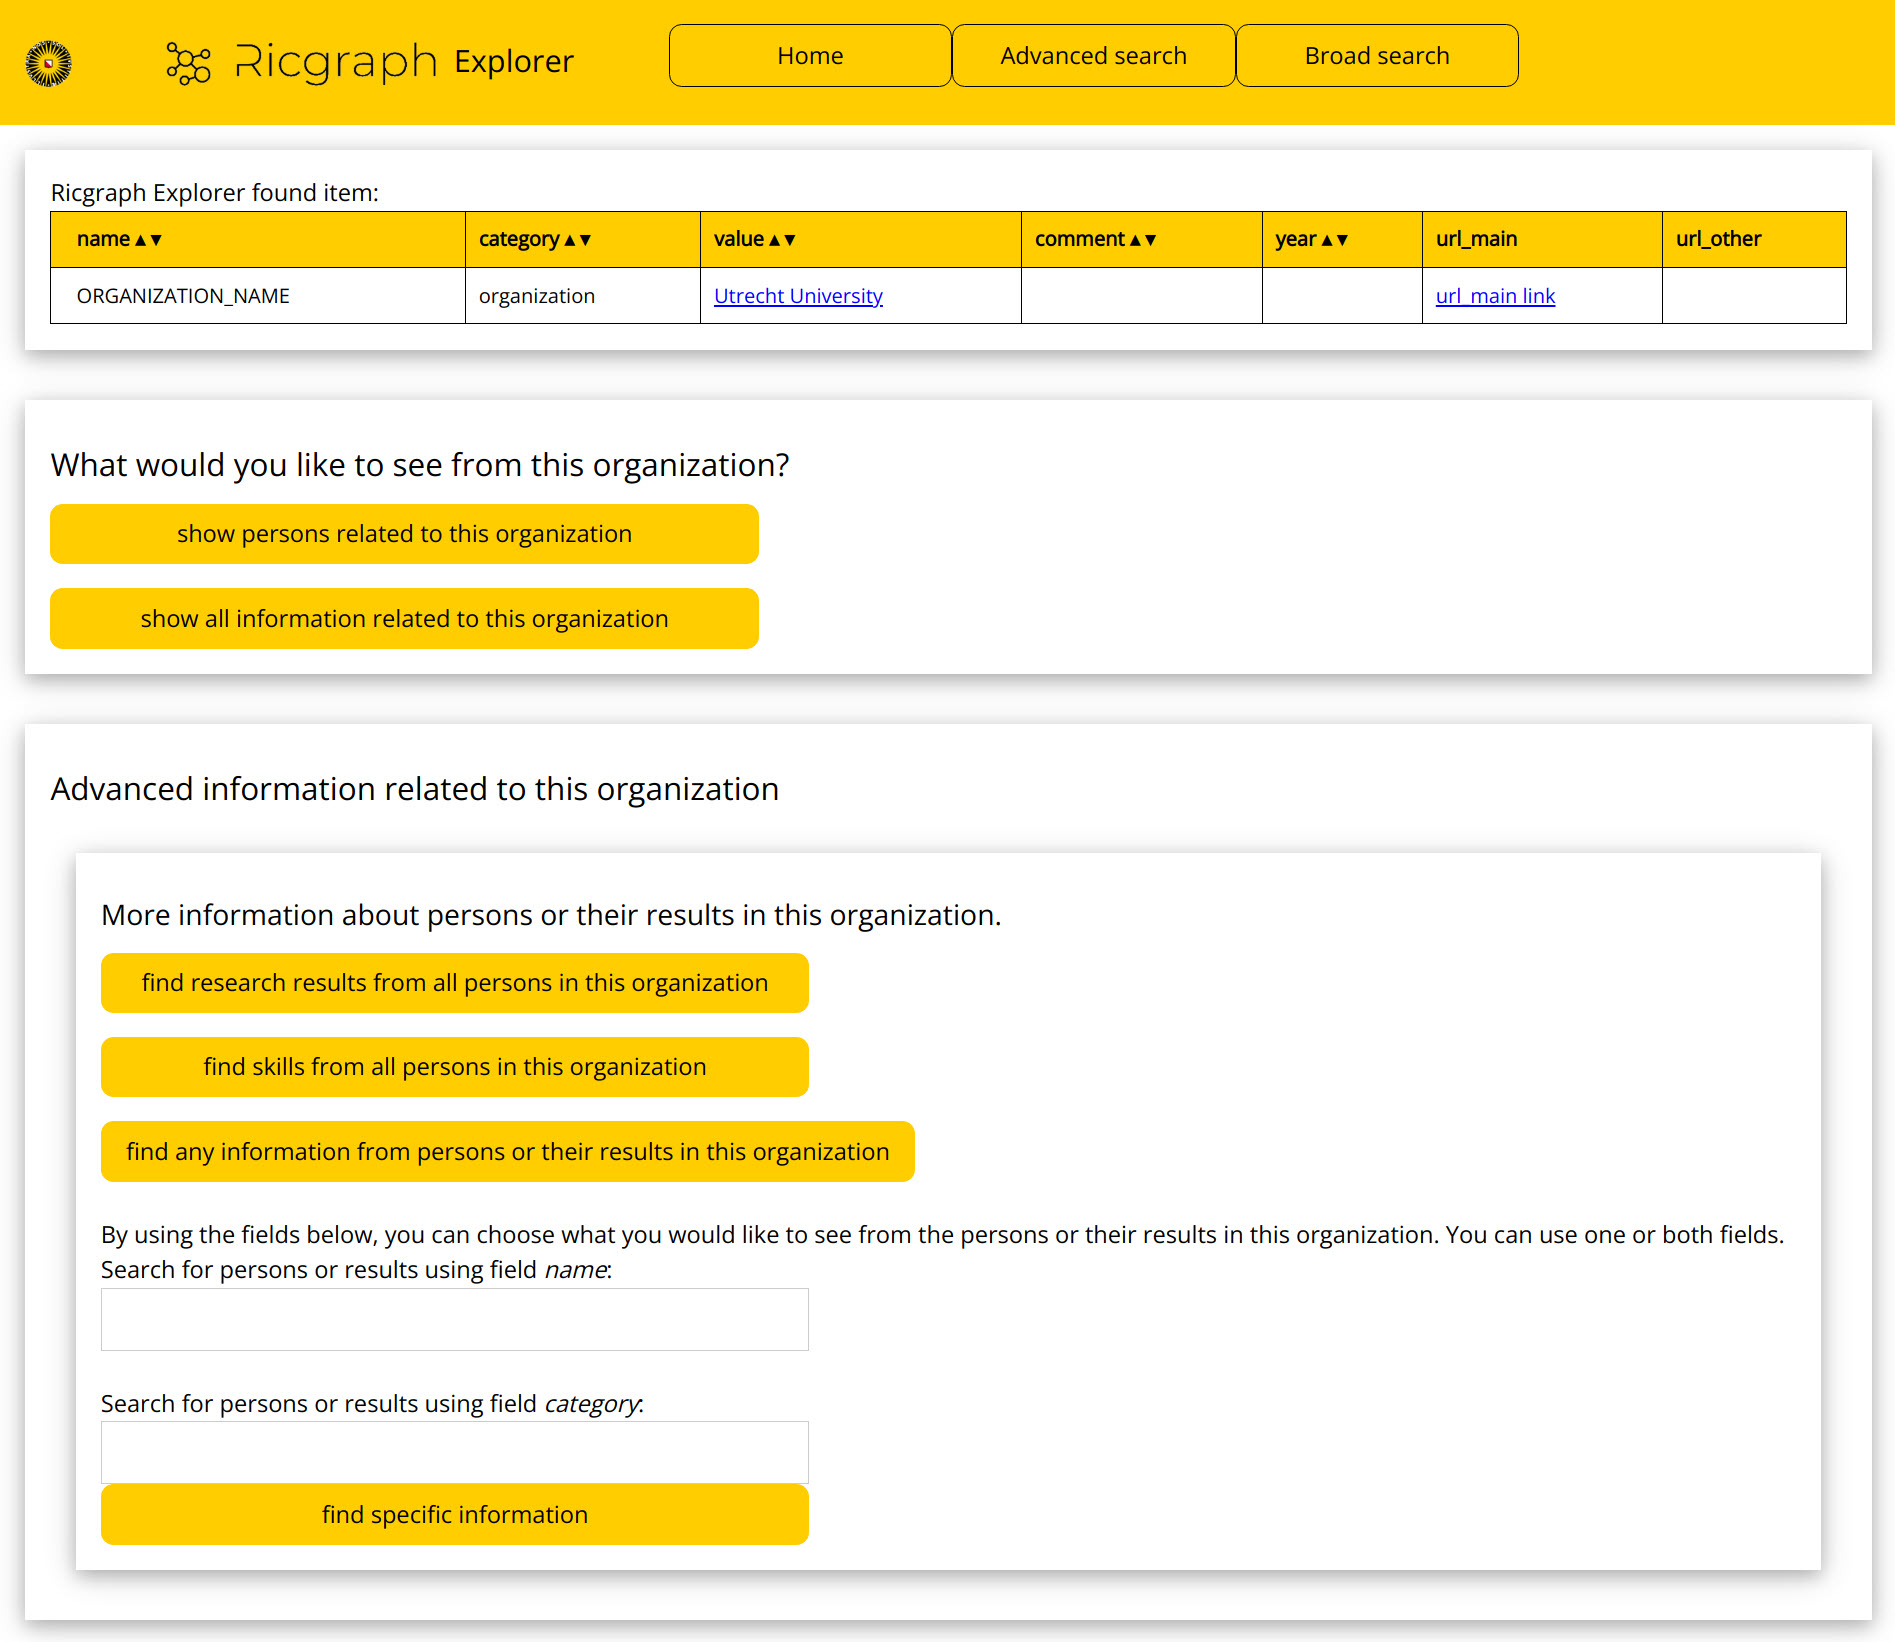 Ricgraph Explorer
Home
Advanced search
Broad search
Ricgraph Explorer found item:
name▲▼ category▲▼ value▲▼ comment▲▼ year▲▼ url_main url_other
ORGANIZATION_NAME organization Utrecht University url_main link
What would you like to see from this organization?
show persons related to this organization
show all information related to this organization
Advanced information related to this organization
More information about persons or their results in this organization.
find research results from all persons in this organization
find skills from all persons in this organization
find any information from persons or their results in this organization
By using the fields below, you can choose what you would like to see from the persons or their results in this organization. You can use one or both fields.
Search for persons or results using field name:
Search for persons or results using field category:
find specific information